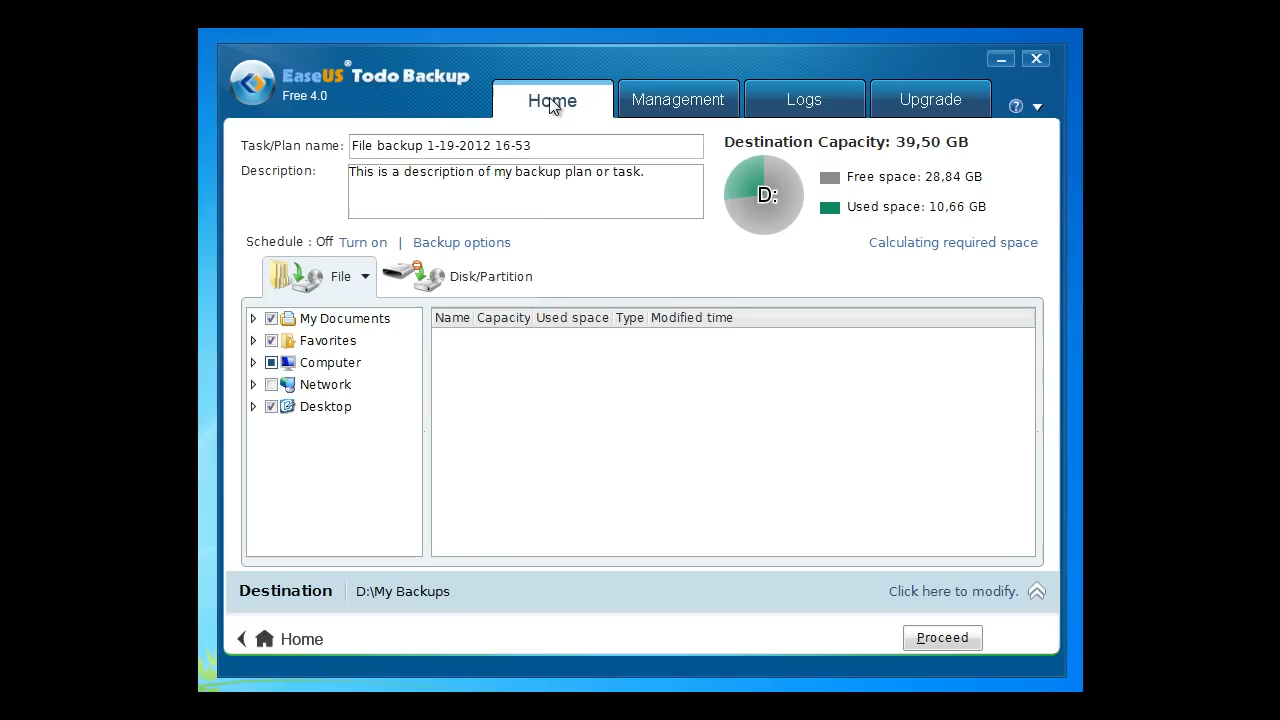 EaseUS® Todo Backup
Free 4.0
Home
Management
Logs
Upgrade
Task/Plan name: File backup 1-19-2012 16-53
Description: This is a description of my backup plan or task.
Destination Capacity: 39,50 GB
D:
Free space: 28,84 GB
Used space: 10,66 GB
Schedule : Off Turn on | Backup options
Calculating required space
File
Disk/Partition
My Documents
Favorites
Computer
Network
Desktop
Name Capacity Used space Type Modified time
Destination D:\My Backups Click here to modify.
Home
Proceed